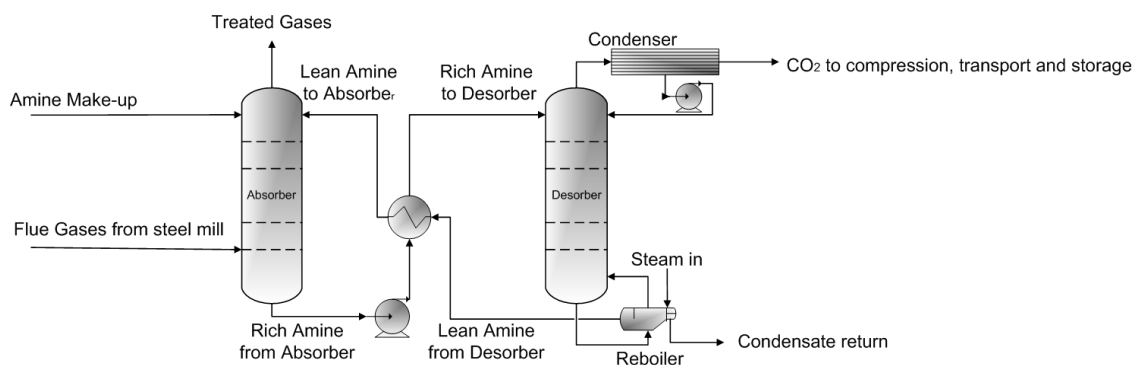 Treated Gases
Condenser
CO2 to compression, transport and storage
Lean Amine
to Absorber
Rich Amine
to Desorber
Amine Make-up
Absorber
Desorber
Flue Gases from steel mill
Steam in
Rich Amine
from Absorber
Lean Amine
from Desorber
Reboiler
Condensate return